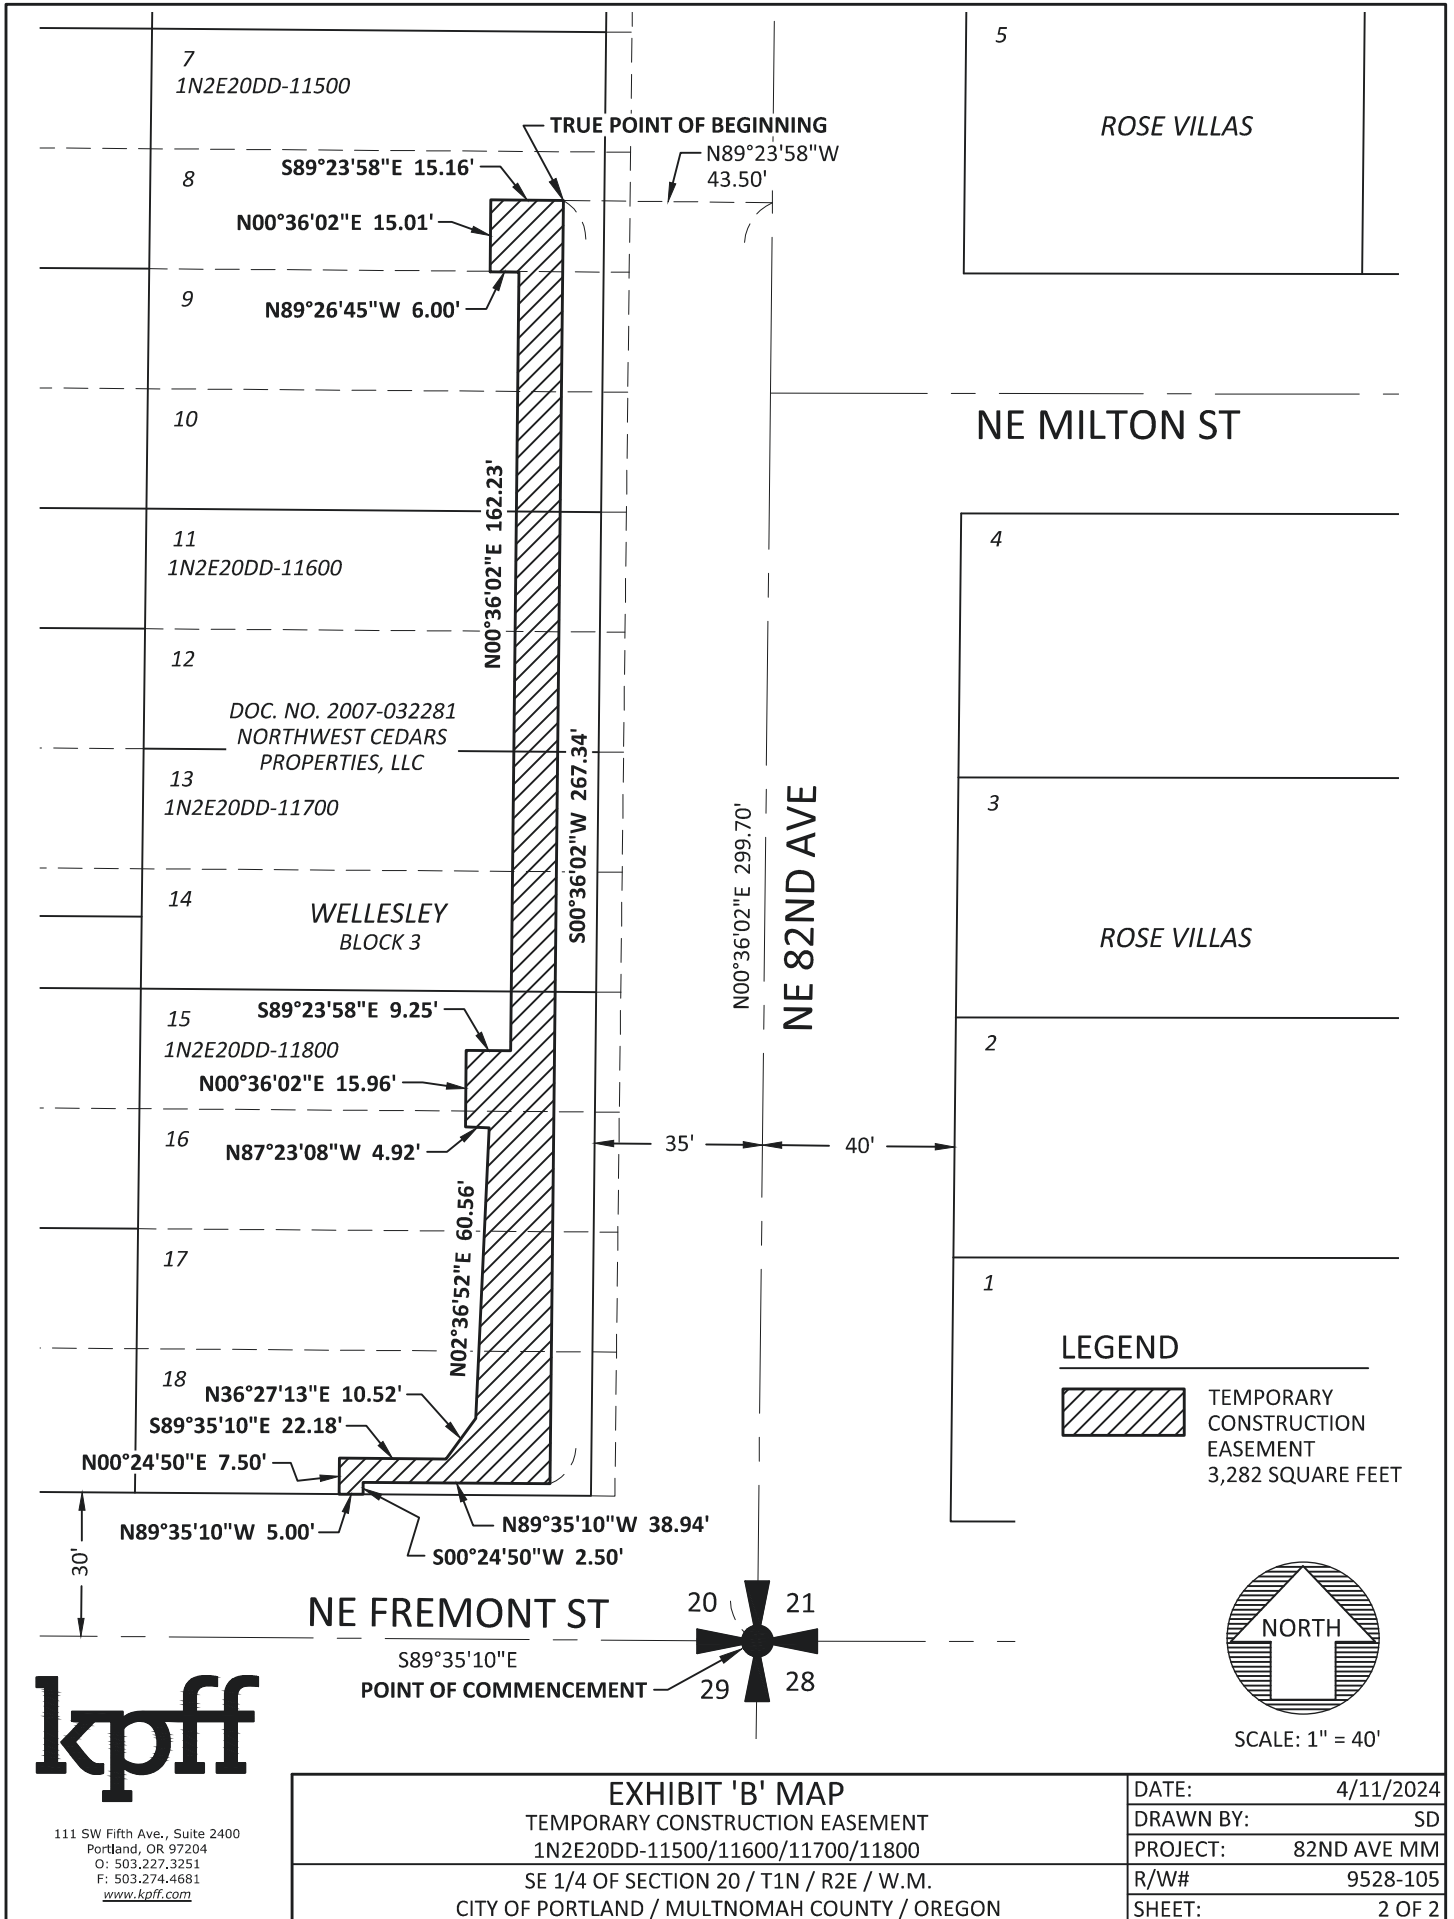 7
1N2E20DD-11500
5
ROSE VILLAS
TRUE POINT OF BEGINNING
N89°23'58"W
43.50'
S89°23'58"E 15.16'
8
N00°36'02"E 15.01'
9
N89°26'45"W 6.00'
10
NE MILTON ST
N00°36'02"E 162.23'
11
1N2E20DD-11600
4
12
DOC. NO. 2007-032281
NORTHWEST CEDARS
PROPERTIES, LLC
13
1N2E20DD-11700
S00°36'02"W 267.34'
N00°36'02"E 299.70'
NE 82ND AVE
3
14
WELLESLEY
BLOCK 3
ROSE VILLAS
S89°23'58"E 9.25'
15
1N2E20DD-11800
2
N00°36'02"E 15.96'
16
N87°23'08"W 4.92'
35'
40'
N02°36'52"E 60.56'
17
1
LEGEND
TEMPORARY
CONSTRUCTION
EASEMENT
3,282 SQUARE FEET
18
N36°27'13"E 10.52'
S89°35'10"E 22.18'
N00°24'50"E 7.50'
N89°35'10"W 5.00'
N89°35'10"W 38.94'
S00°24'50"W 2.50'
30'
NE FREMONT ST
20
21
S89°35'10"E
POINT OF COMMENCEMENT
29
28
NORTH
SCALE: 1" = 40'
kpff
111 SW Fifth Ave., Suite 2400
Portland, OR 97204
O: 503.227.3251
F: 503.274.4681
www.kpff.com
EXHIBIT 'B' MAP
TEMPORARY CONSTRUCTION EASEMENT
1N2E20DD-11500/11600/11700/11800
SE 1/4 OF SECTION 20 / T1N / R2E / W.M.
CITY OF PORTLAND / MULTNOMAH COUNTY / OREGON
DATE: 4/11/2024
DRAWN BY: SD
PROJECT: 82ND AVE MM
R/W# 9528-105
SHEET: 2 OF 2